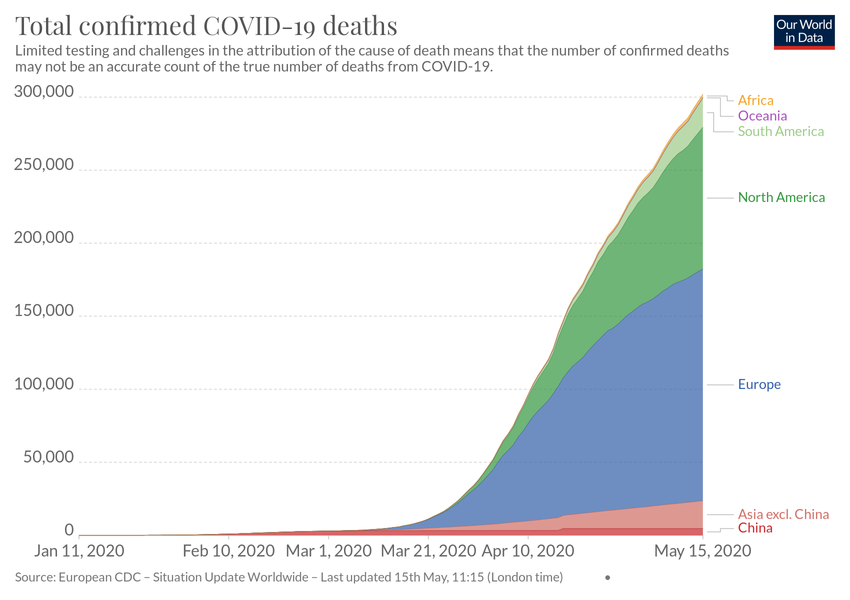 Total confirmed COVID-19 deaths
Our World
in Data
Limited testing and challenges in the attribution of the cause of death means that the number of confirmed deaths
may not be an accurate count of the true number of deaths from COVID-19.
300,000
250,000
200,000
150,000
100,000
50,000
0
Africa
Oceania
South America
North America
Europe
Asia excl. China
China
Jan 11, 2020
Feb 10, 2020
Mar 1, 2020
Mar 21, 2020
Apr 10, 2020
May 15, 2020
Source: European CDC – Situation Update Worldwide – Last updated 15th May, 11:15 (London time) •